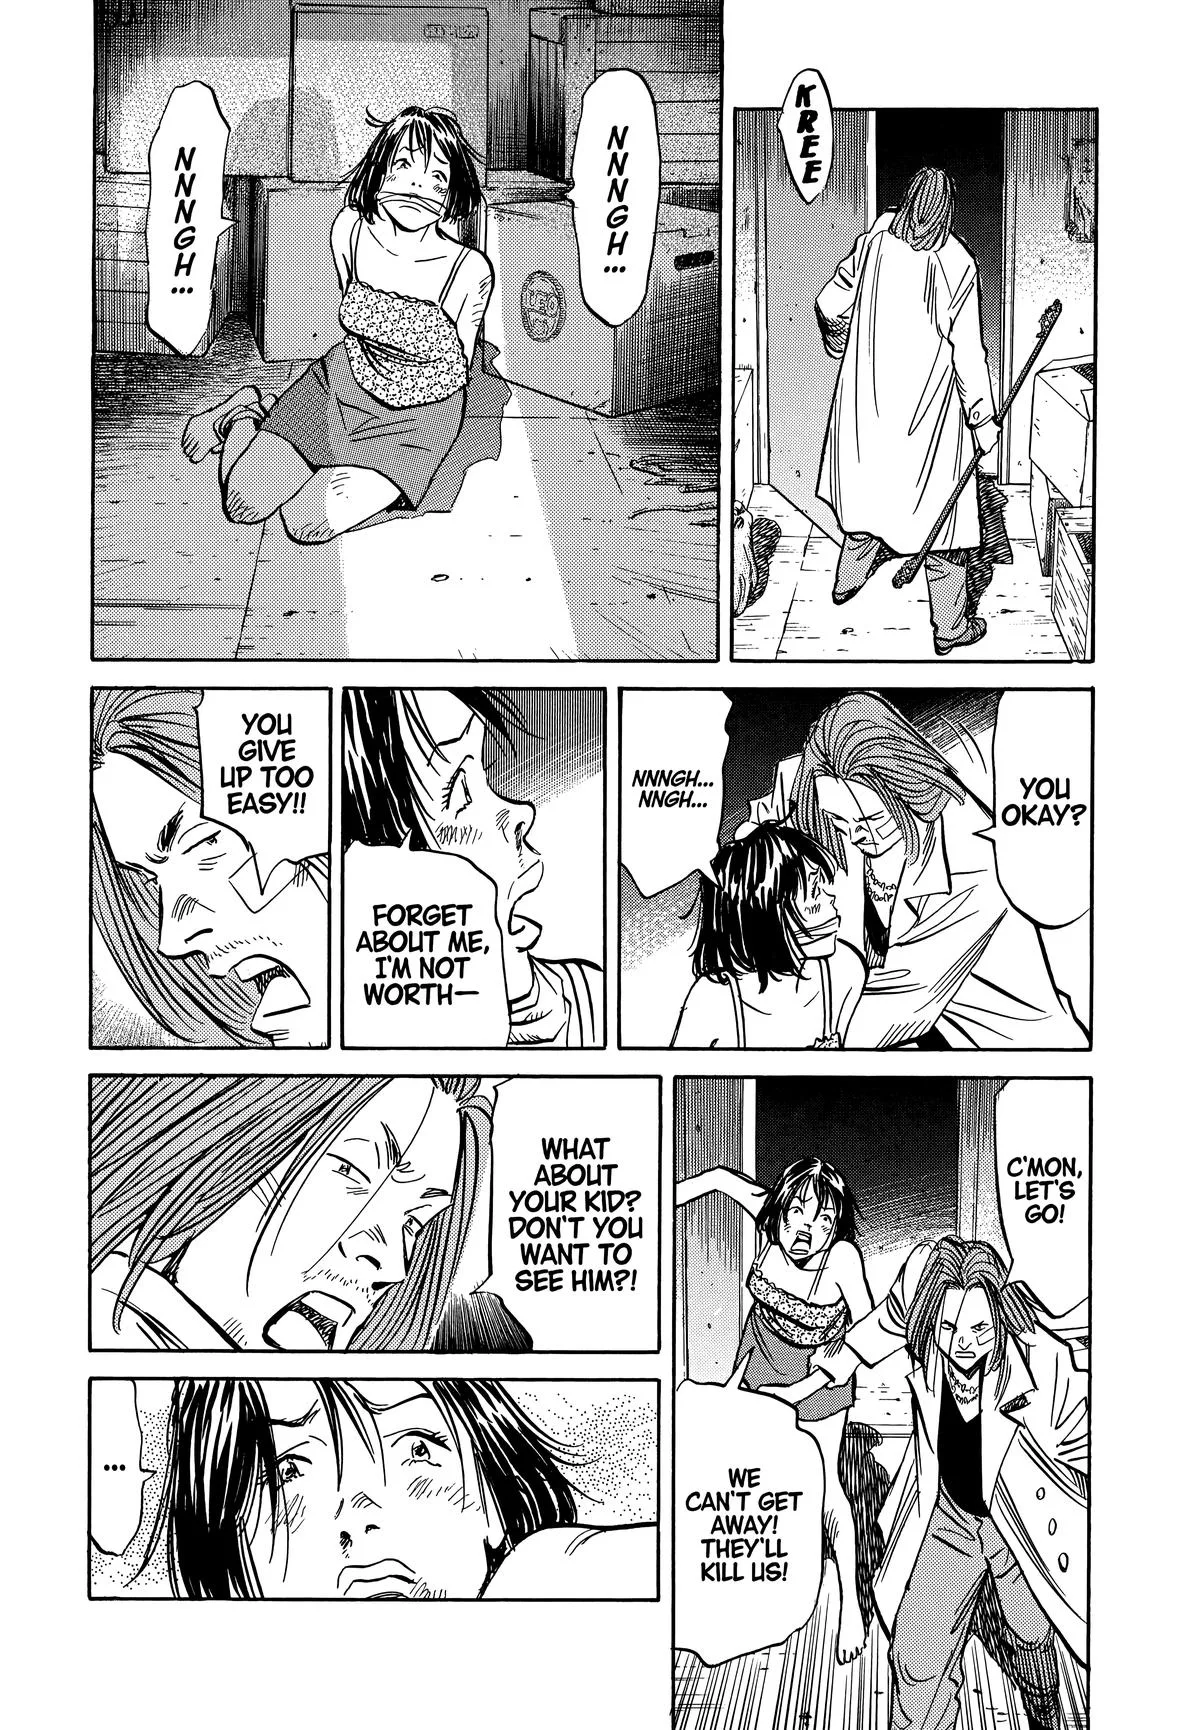 KREE
NNNGH...
NNNGH...
YOU
OKAY?
NNNGH...
NNGH...
FORGET
ABOUT ME,
I'M NOT
WORTH—
YOU
GIVE
UP TOO
EASY!!
C'MON,
LET'S
GO!
WE
CAN'T GET
AWAY!
THEY'LL
KILL US!
WHAT
ABOUT
YOUR KID?
DON'T YOU
WANT TO
SEE HIM?!
...